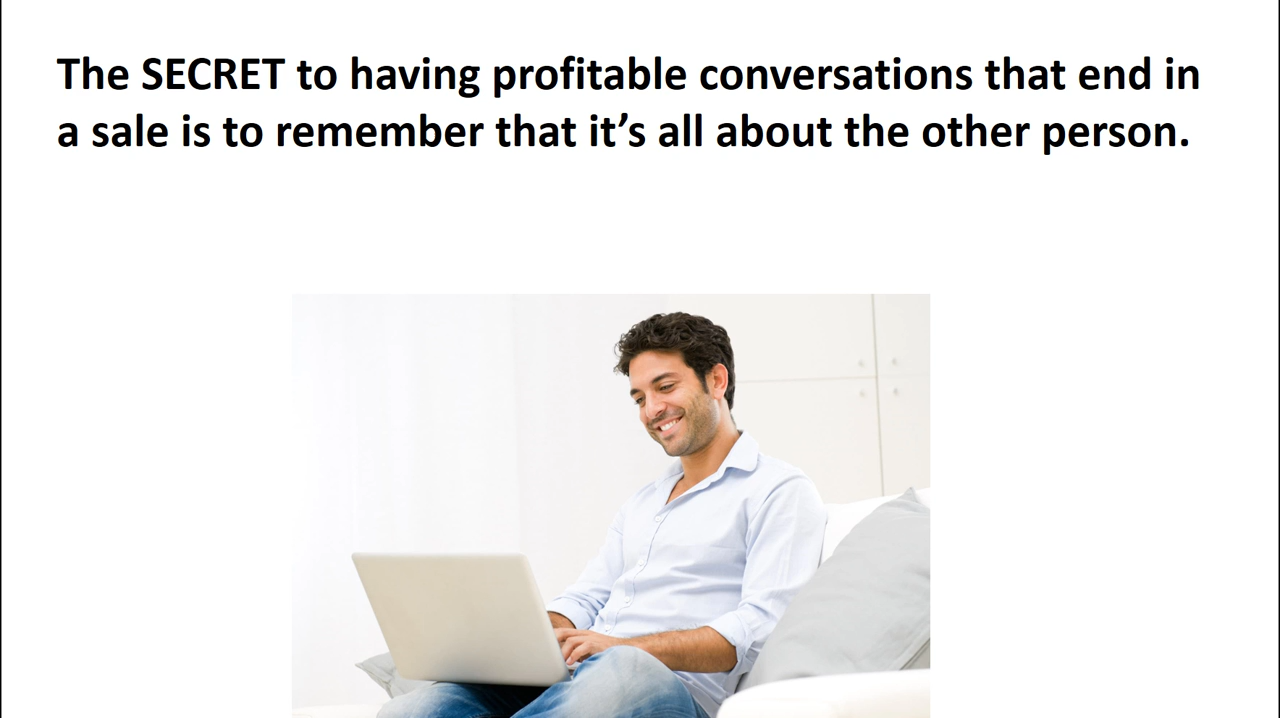 The SECRET to having profitable conversations that end in
a sale is to remember that it’s all about the other person.